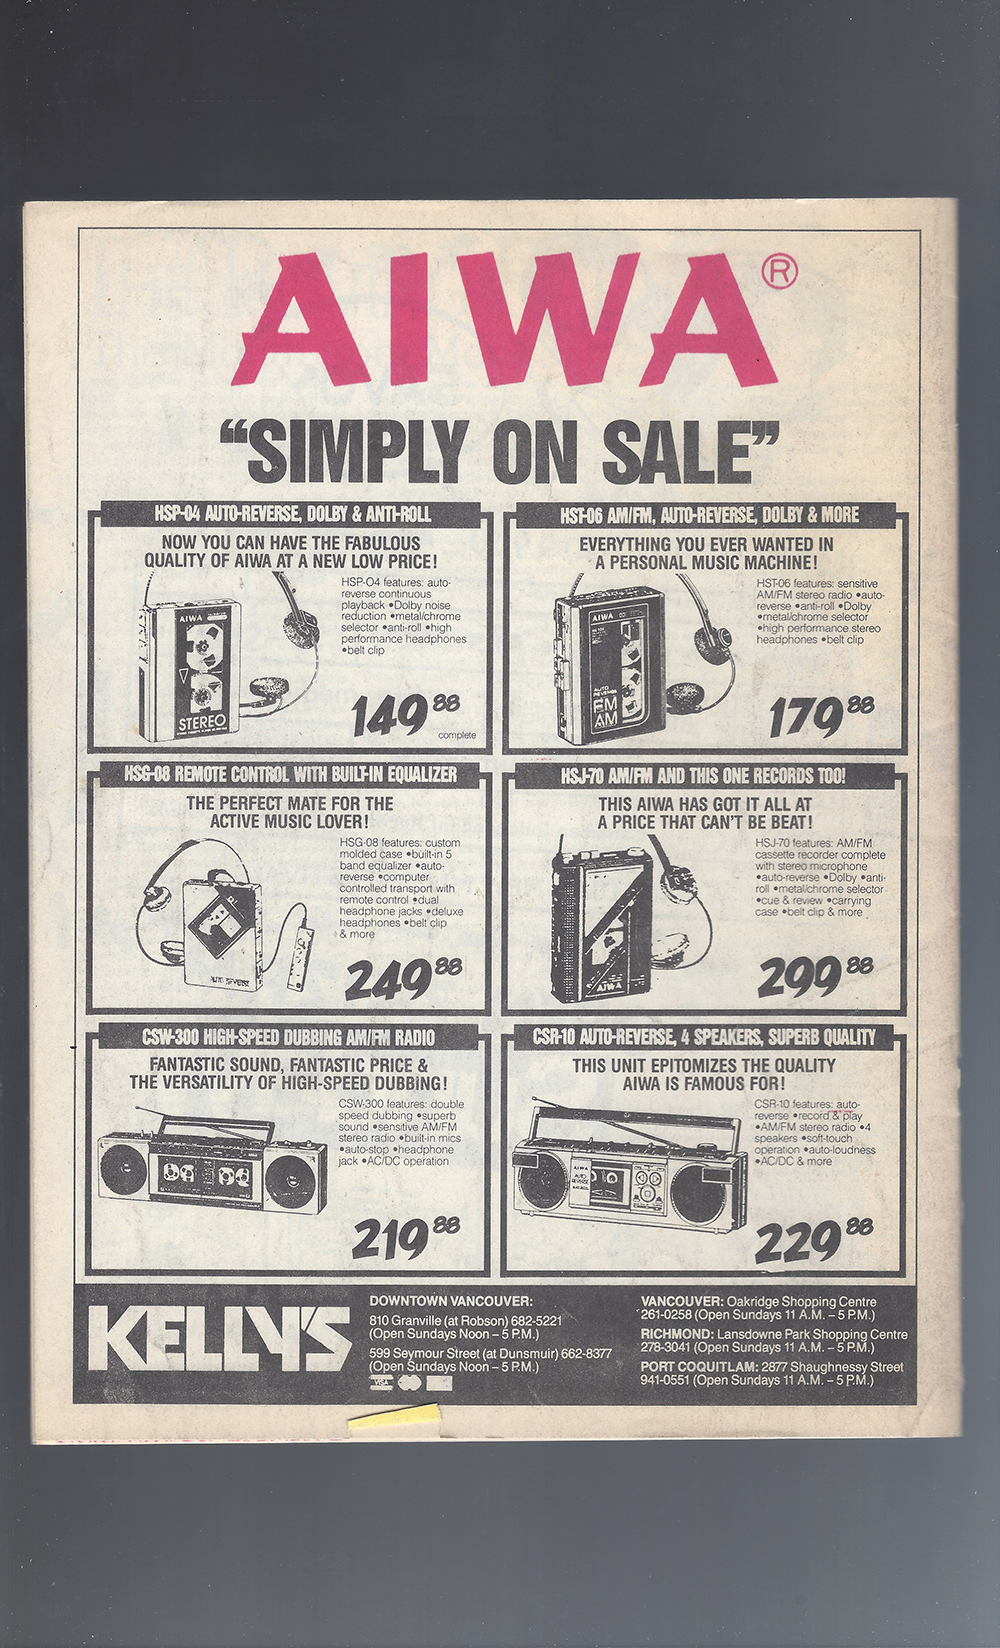 AIWA®
“SIMPLY ON SALE”
HSP-04 AUTO-REVERSE, DOLBY & ANTI-ROLL
NOW YOU CAN HAVE THE FABULOUS
QUALITY OF AIWA AT A NEW LOW PRICE!
HSP-O4 features: auto-
reverse continuous
playback •Dolby noise
reduction •metal/chrome
selector •anti-roll •high
performance headphones
•belt clip
AIWA
STEREO
149 88
complete
HST-06 AM/FM, AUTO-REVERSE, DOLBY & MORE
EVERYTHING YOU EVER WANTED IN
A PERSONAL MUSIC MACHINE!
HST-06 features: sensitive
AM/FM stereo radio •auto-
reverse •anti-roll •Dolby
•metal/chrome selector
•high performance stereo
headphones •belt clip
AIWA
AUTO
REVERSE
FM
AM
179 88
HSG-08 REMOTE CONTROL WITH BUILT-IN EQUALIZER
THE PERFECT MATE FOR THE
ACTIVE MUSIC LOVER!
HSG-08 features: custom
molded case •built-in 5
band equalizer •auto-
reverse •computer
controlled transport with
remote control •dual
headphone jacks •deluxe
headphones •belt clip
& more
AUTO REVERSE
249 88
HSJ-70 AM/FM AND THIS ONE RECORDS TOO!
THIS AIWA HAS GOT IT ALL AT
A PRICE THAT CAN'T BE BEAT!
HSJ-70 features: AM/FM
cassette recorder complete
with stereo microphone
•auto-reverse •Dolby •anti-
roll •metal/chrome selector
•cue & review •carrying
case •belt clip & more
AIWA
299 88
CSW-300 HIGH-SPEED DUBBING AM/FM RADIO
FANTASTIC SOUND, FANTASTIC PRICE &
THE VERSATILITY OF HIGH-SPEED DUBBING!
CSW-300 features: double
speed dubbing •superb
sound •sensitive AM/FM
stereo radio •built-in mics
•auto-stop •headphone
jack •AC/DC operation
219 88
CSR-10 AUTO-REVERSE, 4 SPEAKERS, SUPERB QUALITY
THIS UNIT EPITOMIZES THE QUALITY
AIWA IS FAMOUS FOR!
CSR-10 features: auto-
reverse •record & play
•AM/FM stereo radio •4
speakers •soft-touch
operation •auto-loudness
•AC/DC & more
AIWA
AUTO
REVERSE
229 88
KELLY'S
DOWNTOWN VANCOUVER:
810 Granville (at Robson) 682-5221
(Open Sundays Noon – 5 P.M.)
599 Seymour Street (at Dunsmuir) 662-8377
(Open Sundays Noon – 5 P.M.)
VISA
VANCOUVER: Oakridge Shopping Centre
261-0258 (Open Sundays 11 A.M. – 5 P.M.)
RICHMOND: Lansdowne Park Shopping Centre
278-3041 (Open Sundays 11 A.M. – 5 P.M.)
PORT COQUITLAM: 2877 Shaughnessy Street
941-0551 (Open Sundays 11 A.M. – 5 P.M.)